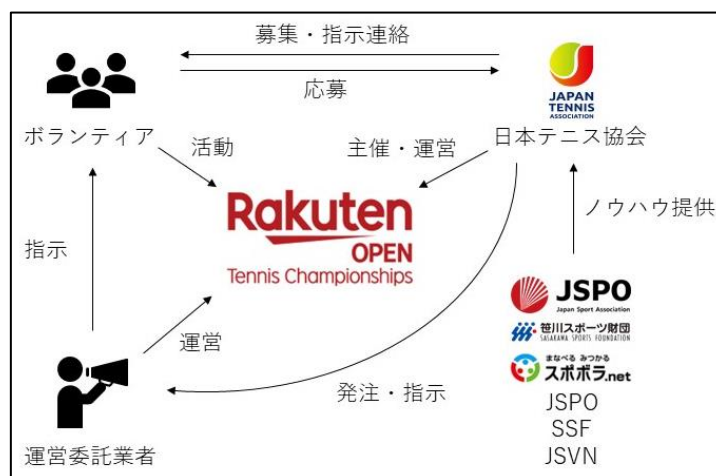 募集・指示連絡
応募
ボランティア
JAPAN
TENNIS
ASSOCIATION
日本テニス協会
活動
主催・運営
Rakuten
OPEN
Tennis Championships
ノウハウ提供
指示
運営
JSPO
Japan Sport Association
笹川スポーツ財団
SASAKAWA SPORTS FOUNDATION
まなべる みつかる
スポボラ.net
発注・指示
JSPO
SSF
JSVN
運営委託業者